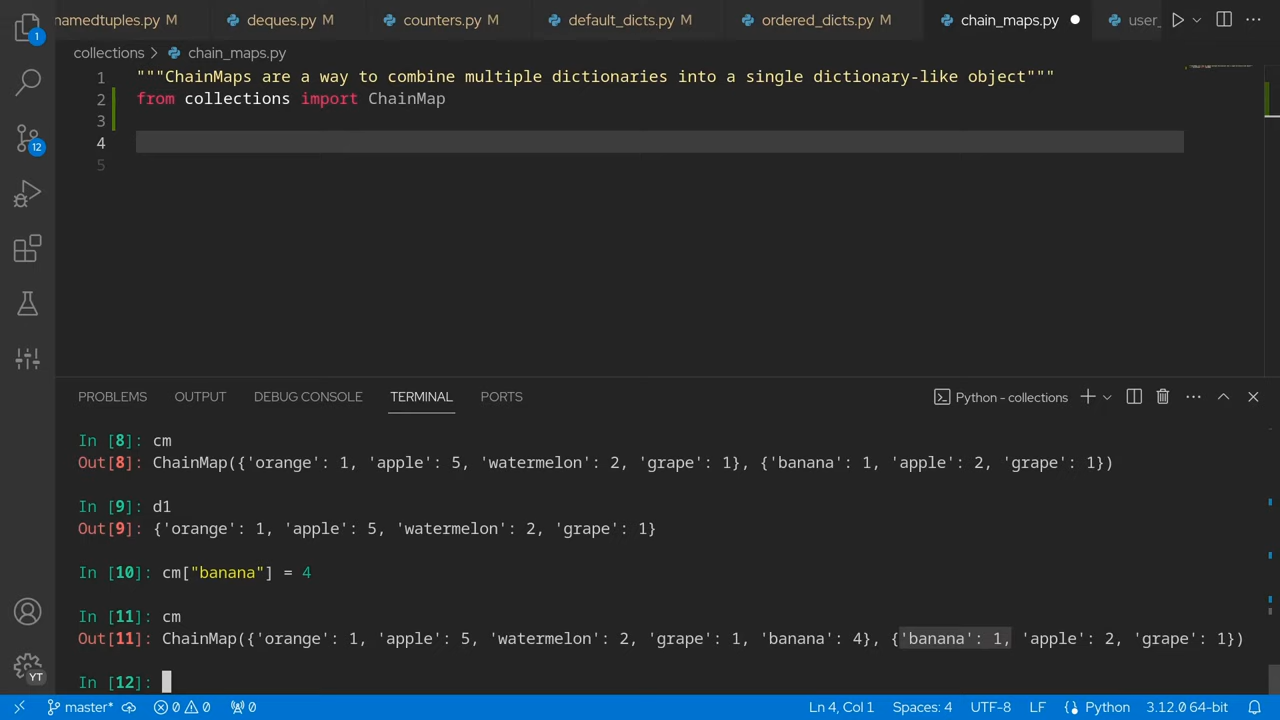 namedtuples.py M deques.py M counters.py M default_dicts.py M ordered_dicts.py M chain_maps.py user_
1
collections > chain_maps.py
1 """ChainMaps are a way to combine multiple dictionaries into a single dictionary-like object"""
2 from collections import ChainMap
3
4
5
12
PROBLEMS OUTPUT DEBUG CONSOLE TERMINAL PORTS Python - collections
In [8]: cm
Out[8]: ChainMap({'orange': 1, 'apple': 5, 'watermelon': 2, 'grape': 1}, {'banana': 1, 'apple': 2, 'grape': 1})
In [9]: d1
Out[9]: {'orange': 1, 'apple': 5, 'watermelon': 2, 'grape': 1}
In [10]: cm["banana"] = 4
In [11]: cm
Out[11]: ChainMap({'orange': 1, 'apple': 5, 'watermelon': 2, 'grape': 1, 'banana': 4}, {'banana': 1, 'apple': 2, 'grape': 1})
In [12]:
YT
master* 0 0 0 Ln 4, Col 1 Spaces: 4 UTF-8 LF Python 3.12.0 64-bit